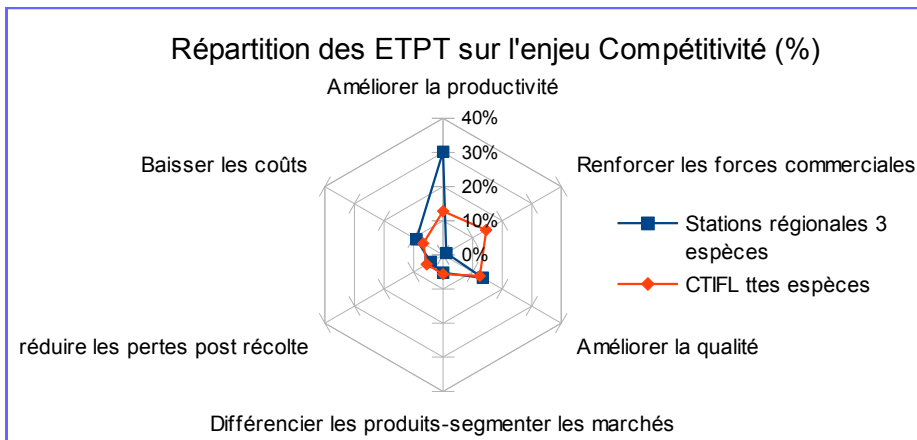 Répartition des ETPT sur l'enjeu Compétitivité (%)
Améliorer la productivité
40%
Baisser les coûts
30%
Renforcer les forces commerciales
20%
10%
0%
Stations régionales 3
espèces
CTIFL ttes espèces
réduire les pertes post récolte
Améliorer la qualité
Différencier les produits-segmenter les marchés